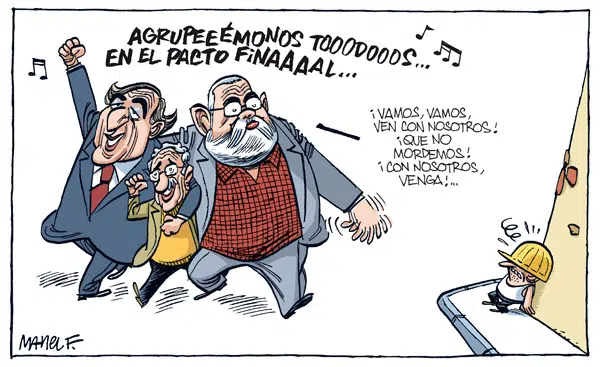 AGRUPEEÉMONOS TOOODOOOS...
EN EL PACTO FINAAAAL...
¡VAMOS, VAMOS,
VEN CON NOSOTROS!
¡QUE NO
MORDEMOS!
¡CON NOSOTROS,
VENGA!...
MANEL F.